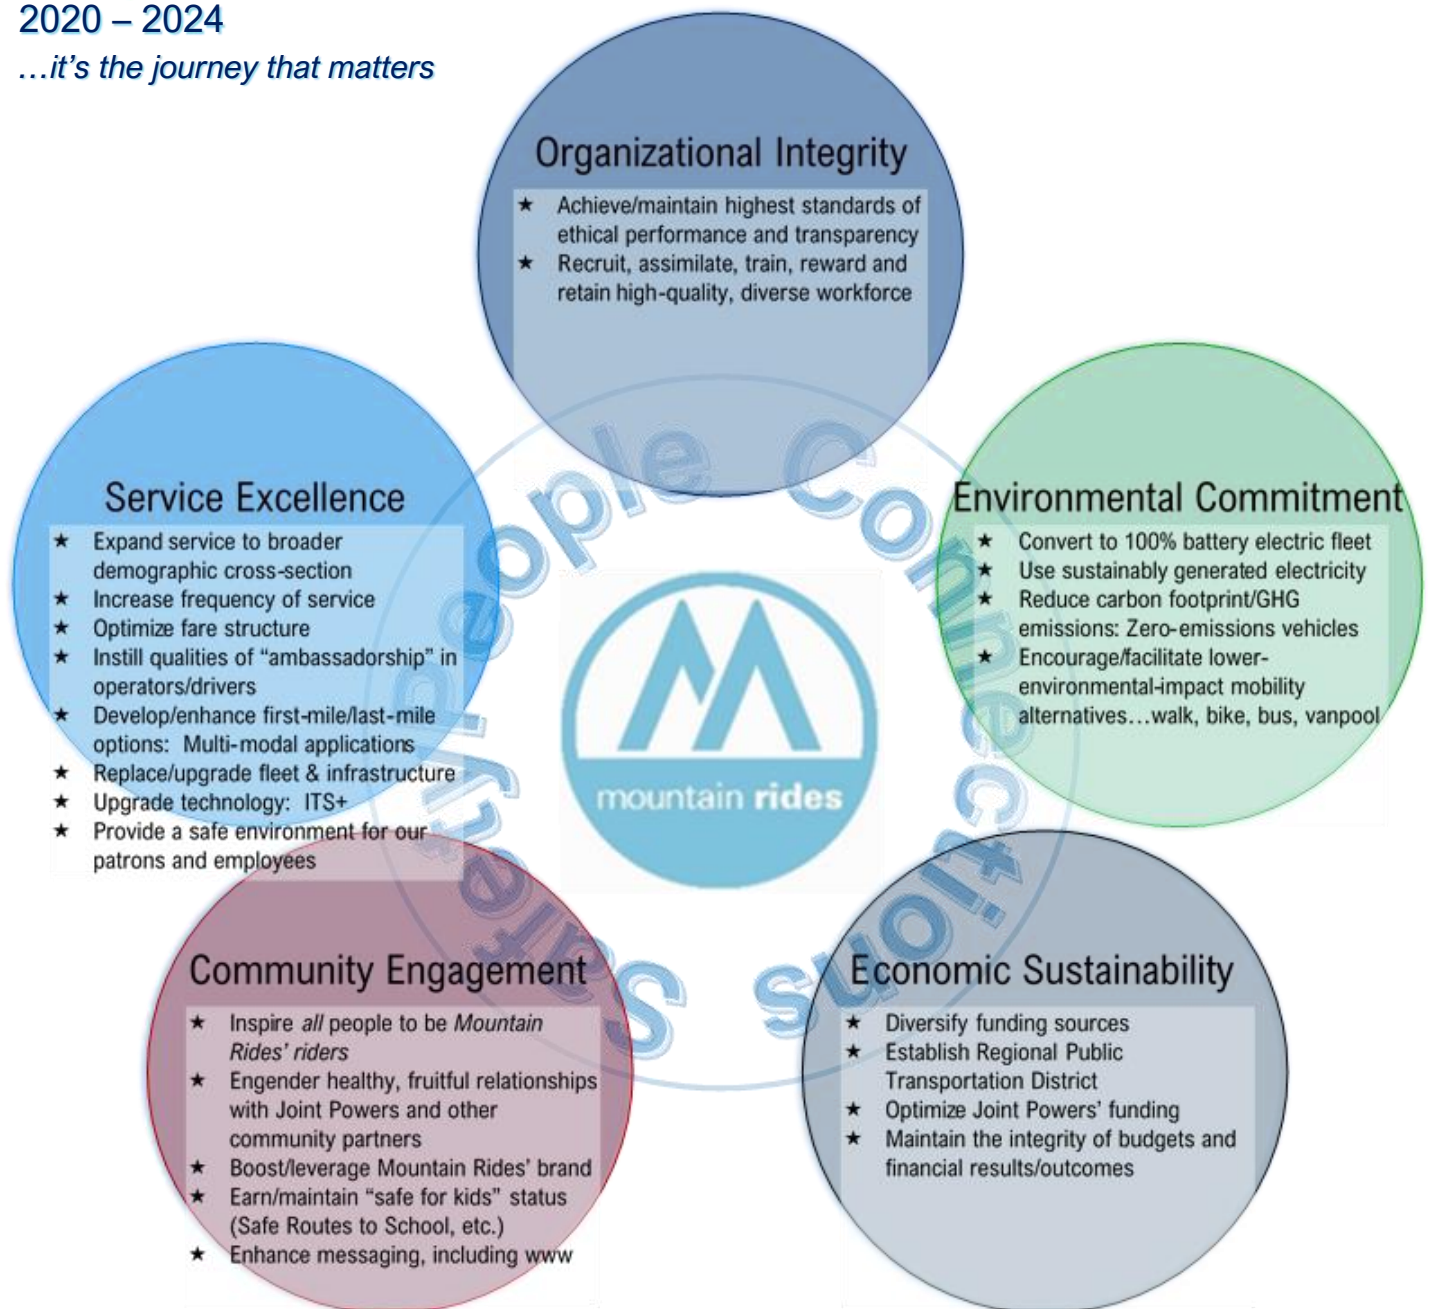 2020 – 2024
…it’s the journey that matters
Organizational Integrity
★ Achieve/maintain highest standards of
ethical performance and transparency
★ Recruit, assimilate, train, reward and
retain high-quality, diverse workforce
Service Excellence
★ Expand service to broader
demographic cross-section
★ Increase frequency of service
★ Optimize fare structure
★ Instill qualities of “ambassadorship” in
operators/drivers
★ Develop/enhance first-mile/last-mile
options:  Multi-modal applications
★ Replace/upgrade fleet & infrastructure
★ Upgrade technology:  ITS+
★ Provide a safe environment for our
patrons and employees
Environmental Commitment
★ Convert to 100% battery electric fleet
★ Use sustainably generated electricity
★ Reduce carbon footprint/GHG
emissions: Zero-emissions vehicles
★ Encourage/facilitate lower-
environmental-impact mobility
alternatives…walk, bike, bus, vanpool
Safety People Connections
mountain rides
Community Engagement
★ Inspire all people to be Mountain
Rides’ riders
★ Engender healthy, fruitful relationships
with Joint Powers and other
community partners
★ Boost/leverage Mountain Rides’ brand
★ Earn/maintain “safe for kids” status
(Safe Routes to School, etc.)
★ Enhance messaging, including www
Economic Sustainability
★ Diversify funding sources
★ Establish Regional Public
Transportation District
★ Optimize Joint Powers’ funding
★ Maintain the integrity of budgets and
financial results/outcomes